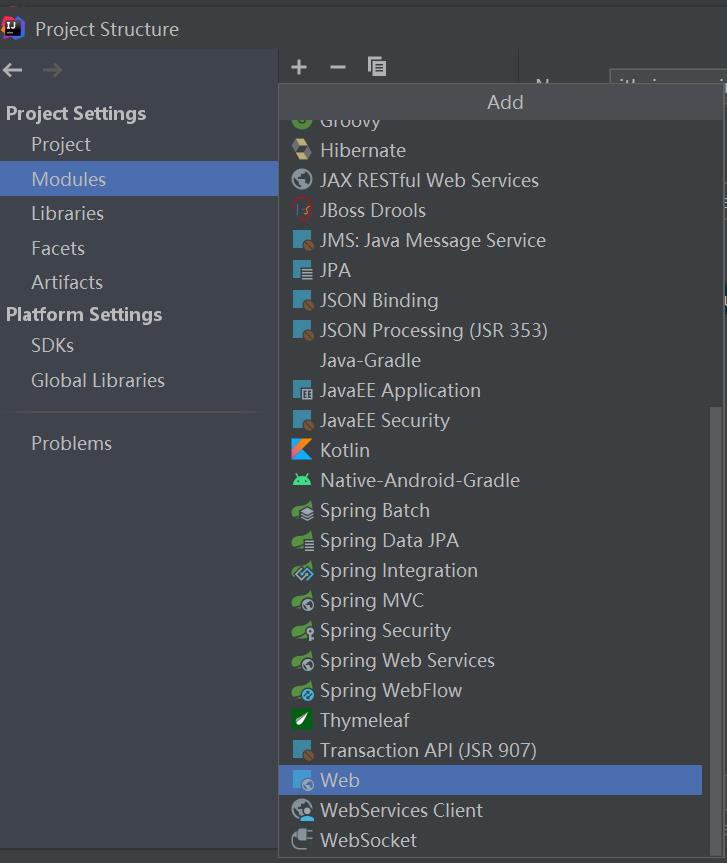 Project Structure
Project Settings
Project
Modules
Libraries
Facets
Artifacts
Platform Settings
SDKs
Global Libraries
Problems
Add
Groovy
Hibernate
JAX RESTful Web Services
JBoss Drools
JMS: Java Message Service
JPA
JSON Binding
JSON Processing (JSR 353)
Java-Gradle
JavaEE Application
JavaEE Security
Kotlin
Native-Android-Gradle
Spring Batch
Spring Data JPA
Spring Integration
Spring MVC
Spring Security
Spring Web Services
Spring WebFlow
Thymeleaf
Transaction API (JSR 907)
Web
WebServices Client
WebSocket